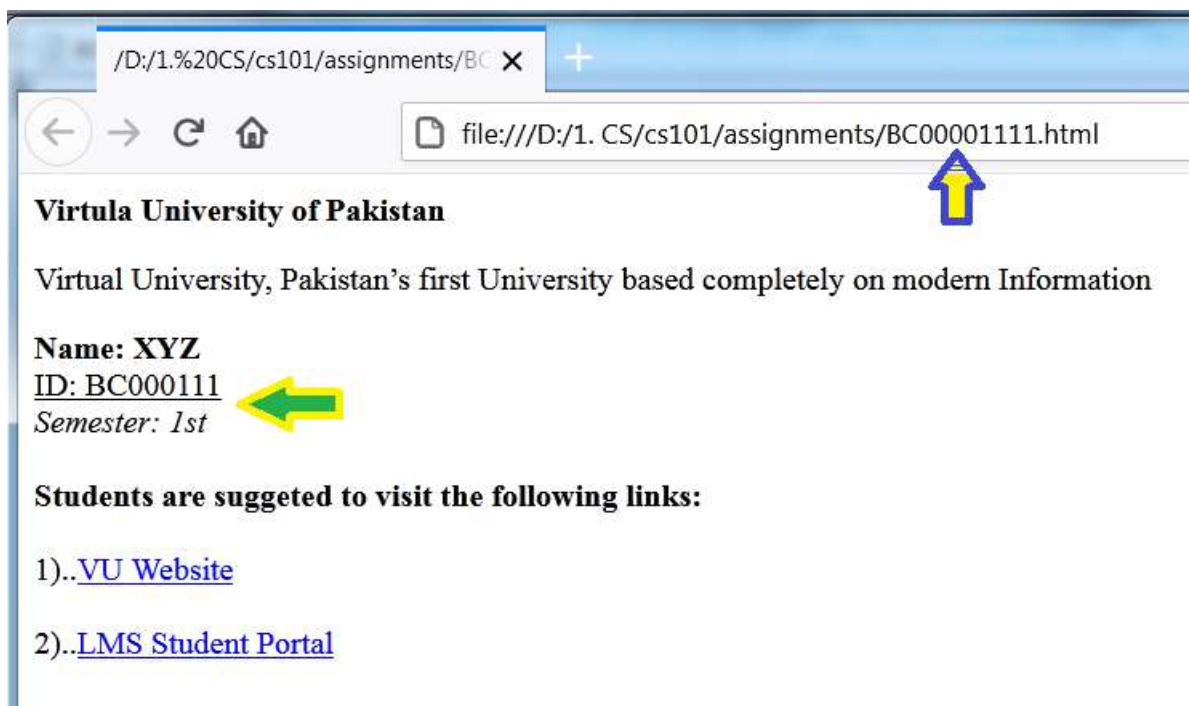 /D:/1.%20CS/cs101/assignments/BC
file:///D:/1. CS/cs101/assignments/BC00001111.html
Virtula University of Pakistan
Virtual University, Pakistan’s first University based completely on modern Information
Name: XYZ
ID: BC000111
Semester: 1st
Students are suggeted to visit the following links:
1)..VU Website
2)..LMS Student Portal